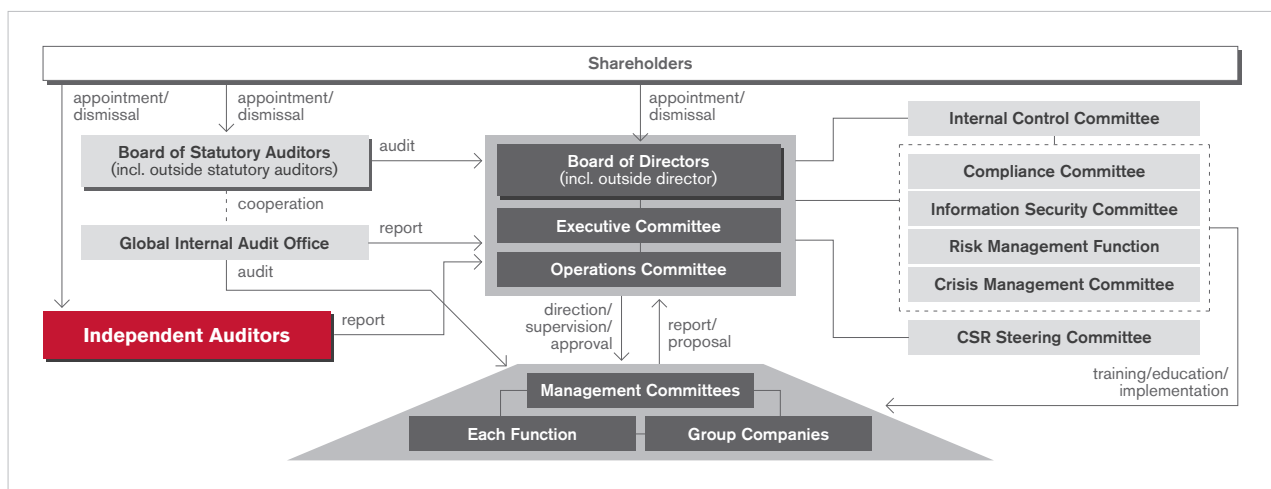 Shareholders
appointment/
dismissal
appointment/
dismissal
appointment/
dismissal
Internal Control Committee
Board of Statutory Auditors
(incl. outside statutory auditors)
audit
Board of Directors
(incl. outside director)
Compliance Committee
cooperation
Information Security Committee
Global Internal Audit Office
report
Executive Committee
Risk Management Function
audit
Operations Committee
Crisis Management Committee
Independent Auditors
report
direction/
supervision/
approval
report/
proposal
CSR Steering Committee
training/education/
implementation
Management Committees
Each Function
Group Companies